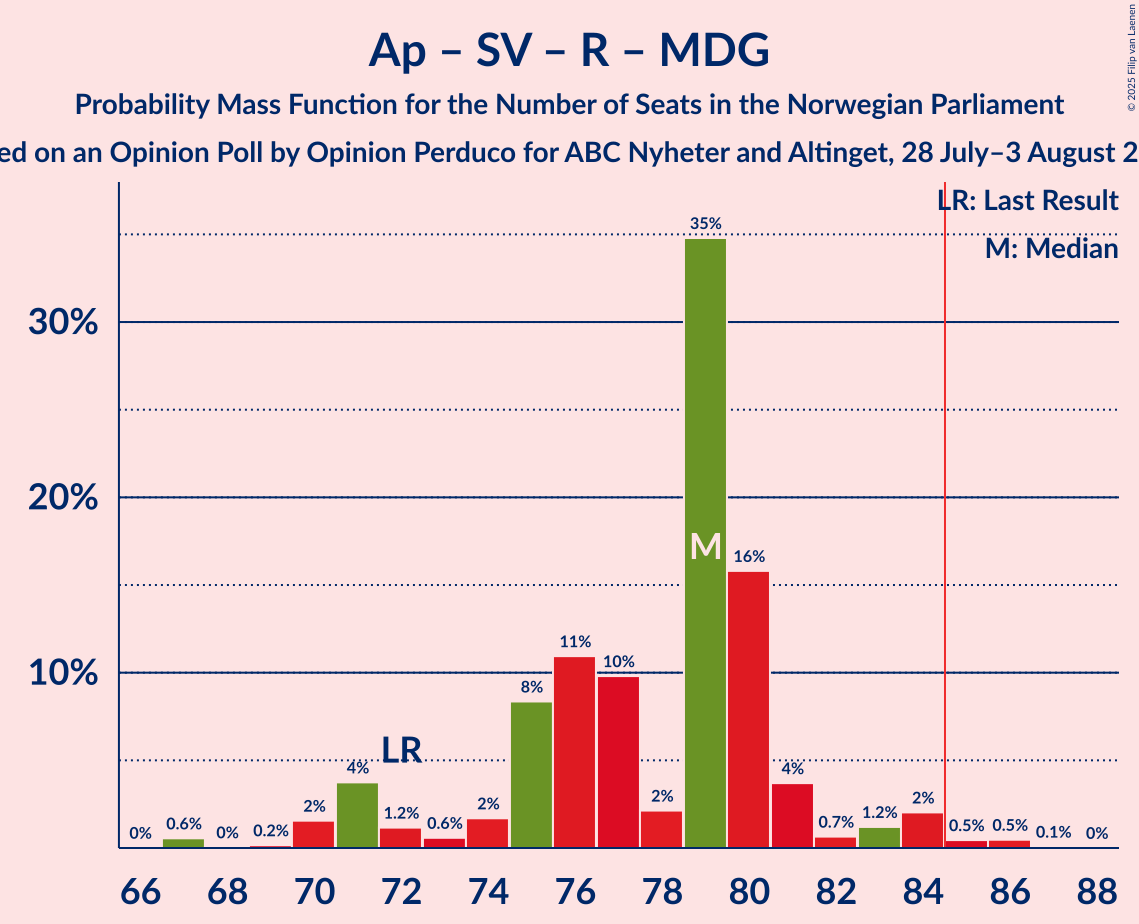 © 2025 Filip van Laenen
Ap – SV – R – MDG
Probability Mass Function for the Number of Seats in the Norwegian Parliament
ed on an Opinion Poll by Opinion Perduco for ABC Nyheter and Altinget, 28 July–3 August 2
LR: Last Result
M: Median
35%
30%
20%
M
16%
11%
10%
10%
8%
LR
4%
4%
0%
0.6%
0%
0.2%
2%
1.2%
0.6%
2%
2%
0.7%
1.2%
2%
0.5%
0.5%
0.1%
0%
66 68 70 72 74 76 78 80 82 84 86 88